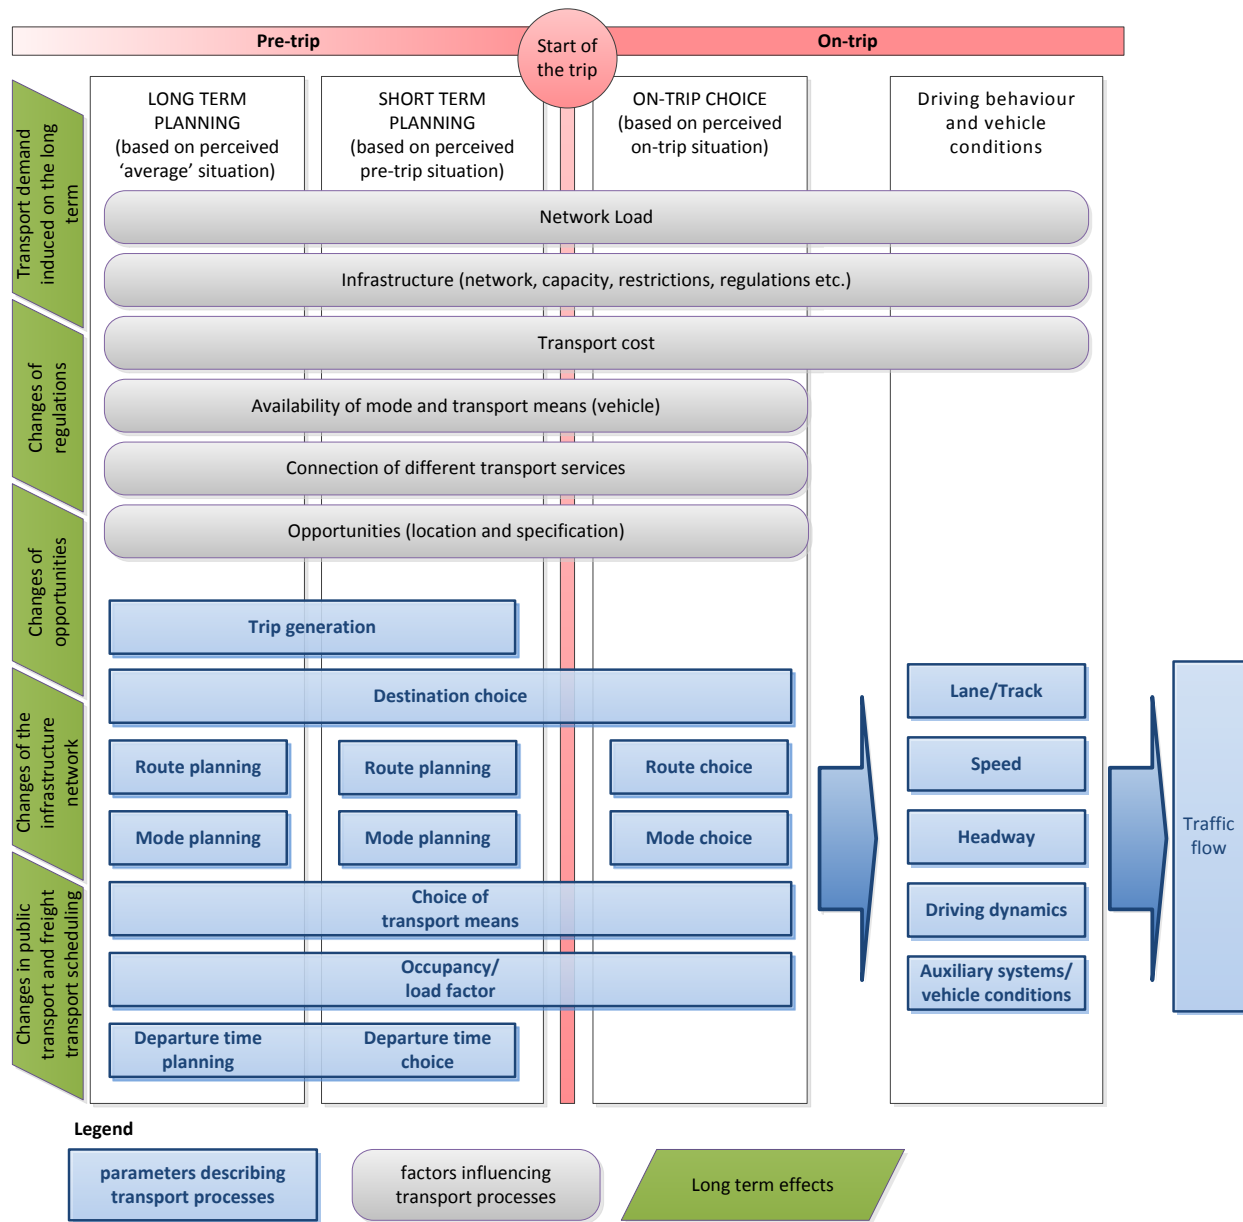 Pre-trip
Start of
the trip
On-trip
LONG TERM
PLANNING
(based on perceived
‘average’ situation)
SHORT TERM
PLANNING
(based on perceived
pre-trip situation)
ON-TRIP CHOICE
(based on perceived
on-trip situation)
Driving behaviour
and vehicle
conditions
Transport demand
induced on the long
term
Changes of
regulations
Changes of
opportunities
Changes of the
infrastructure
network
Changes in public
transport and freight
transport scheduling
Network Load
Infrastructure (network, capacity, restrictions, regulations etc.)
Transport cost
Availability of mode and transport means (vehicle)
Connection of different transport services
Opportunities (location and specification)
Trip generation
Destination choice
Route planning
Route planning
Route choice
Mode planning
Mode planning
Mode choice
Choice of
transport means
Occupancy/
load factor
Departure time
planning
Departure time
choice
Lane/Track
Speed
Headway
Driving dynamics
Auxiliary systems/
vehicle conditions
Traffic
flow
Legend
parameters describing
transport processes
factors influencing
transport processes
Long term effects